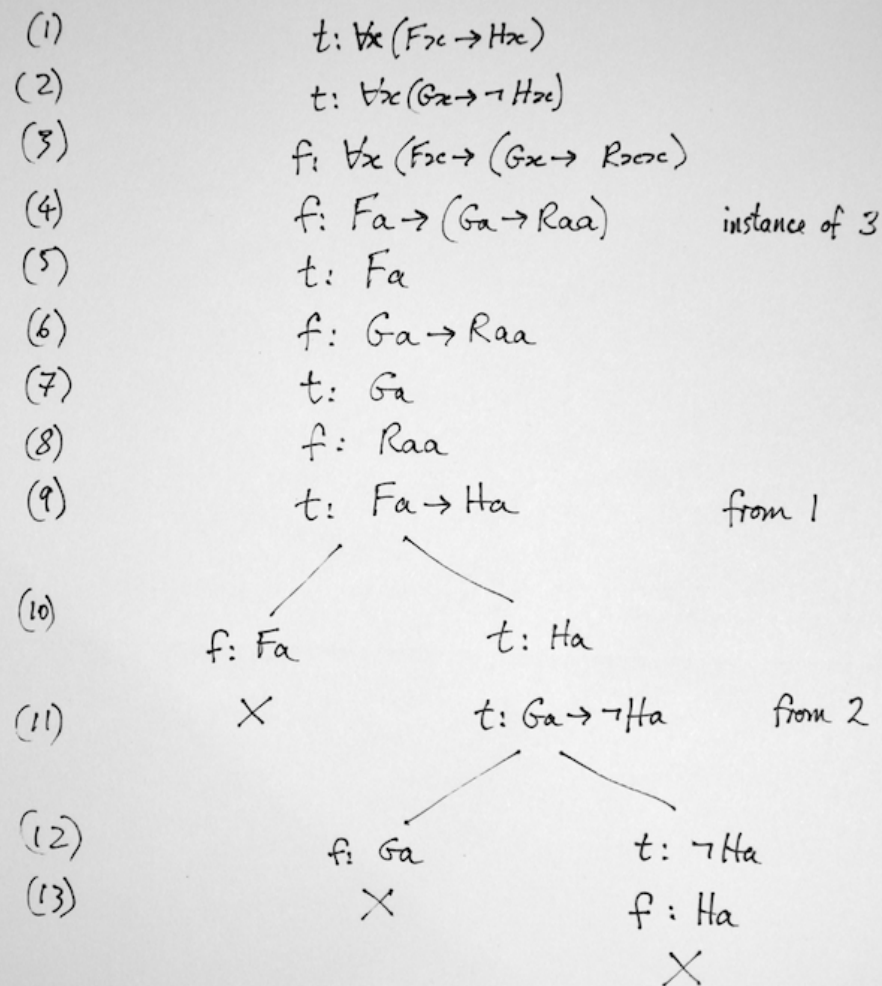 (1) t: ∀x (Fx → Hx)
(2) t: ∀x (Gx → ¬Hx)
(3) f: ∀x (Fx → (Gx → Rxx)
(4) f: Fa → (Ga → Raa) instance of 3
(5) t: Fa
(6) f: Ga → Raa
(7) t: Ga
(8) f: Raa
(9) t: Fa → Ha from 1
(10) f: Fa t: Ha
(11) × t: Ga → ¬Ha from 2
(12) f: Ga t: ¬Ha
(13) × f: Ha
×